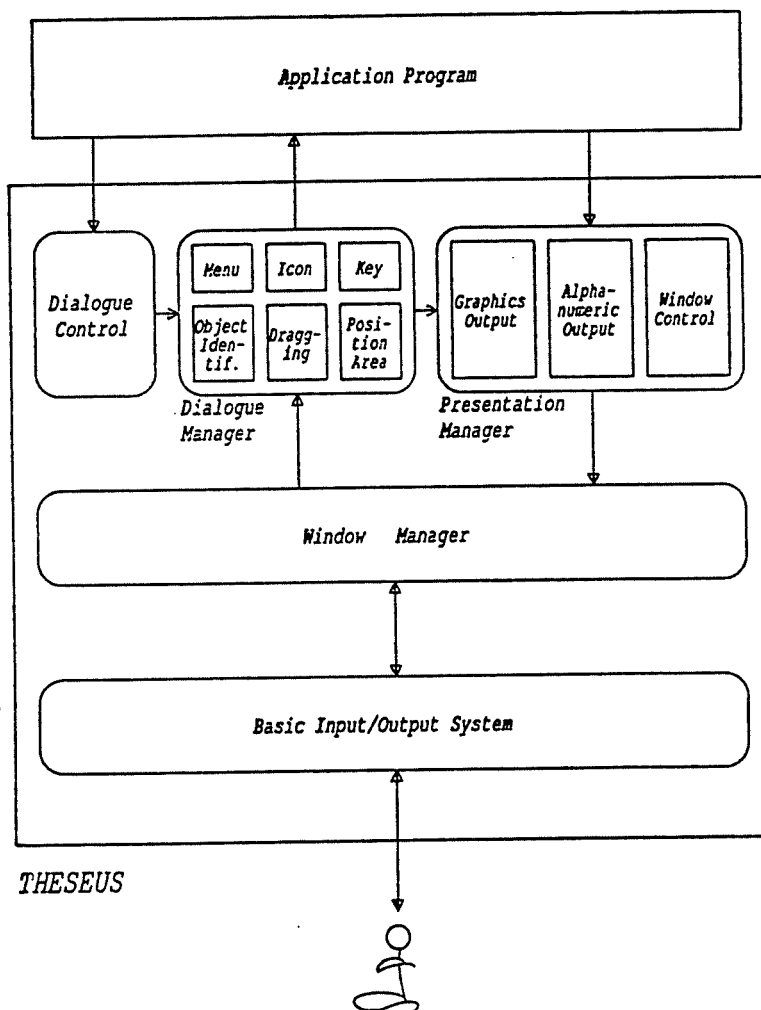 Application Program
Dialogue
Control
Menu
Icon
Key
Object
Iden-
tif.
Dragg-
ing
Posi-
tion
Area
Dialogue
Manager
Graphics
Output
Alpha-
numeric
Output
Window
Control
Presentation
Manager
Window Manager
Basic Input/Output System
THESEUS